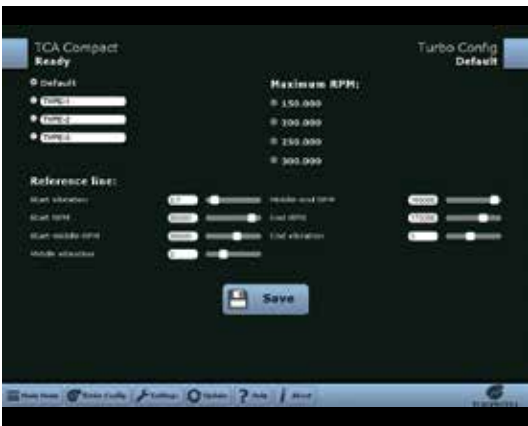 TCA Compact
Ready
Turbo Config
Default
Default
TYPE-1
TYPE-2
TYPE-3
Maximum RPM:
150.000
200.000
250.000
300.000
Reference line:
Start vibration
Start RPM
Start middle RPM
Middle vibration
Middle end RPM
End RPM
End vibration
Save
Main Menu
Turbo Config
Settings
Update
Help
About